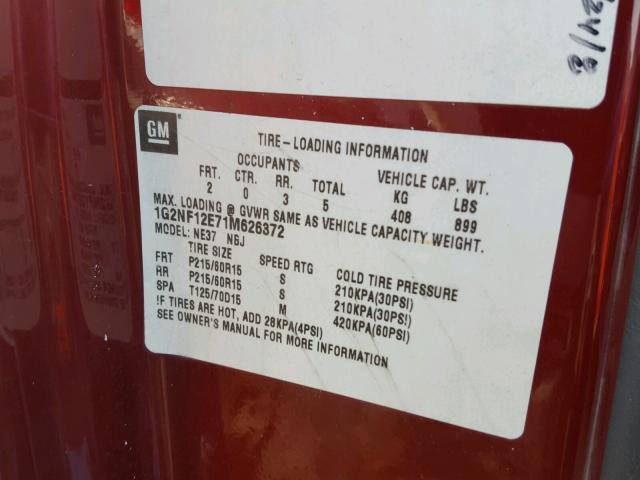 GM
TIRE-LOADING INFORMATION
OCCUPANTS VEHICLE CAP. WT.
FRT. CTR. RR. TOTAL KG LBS
2 0 3 5 408 899
MAX. LOADING @ GVWR SAME AS VEHICLE CAPACITY WEIGHT.
1G2NF12E71M626372
MODEL: NE37 N6J
TIRE SIZE SPEED RTG COLD TIRE PRESSURE
FRT P215/60R15 S 210KPA(30PSI)
RR P215/60R15 S 210KPA(30PSI)
SPA T125/70D15 M 420KPA(60PSI)
IF TIRES ARE HOT, ADD 28KPA(4PSI)
SEE OWNER'S MANUAL FOR MORE INFORMATION